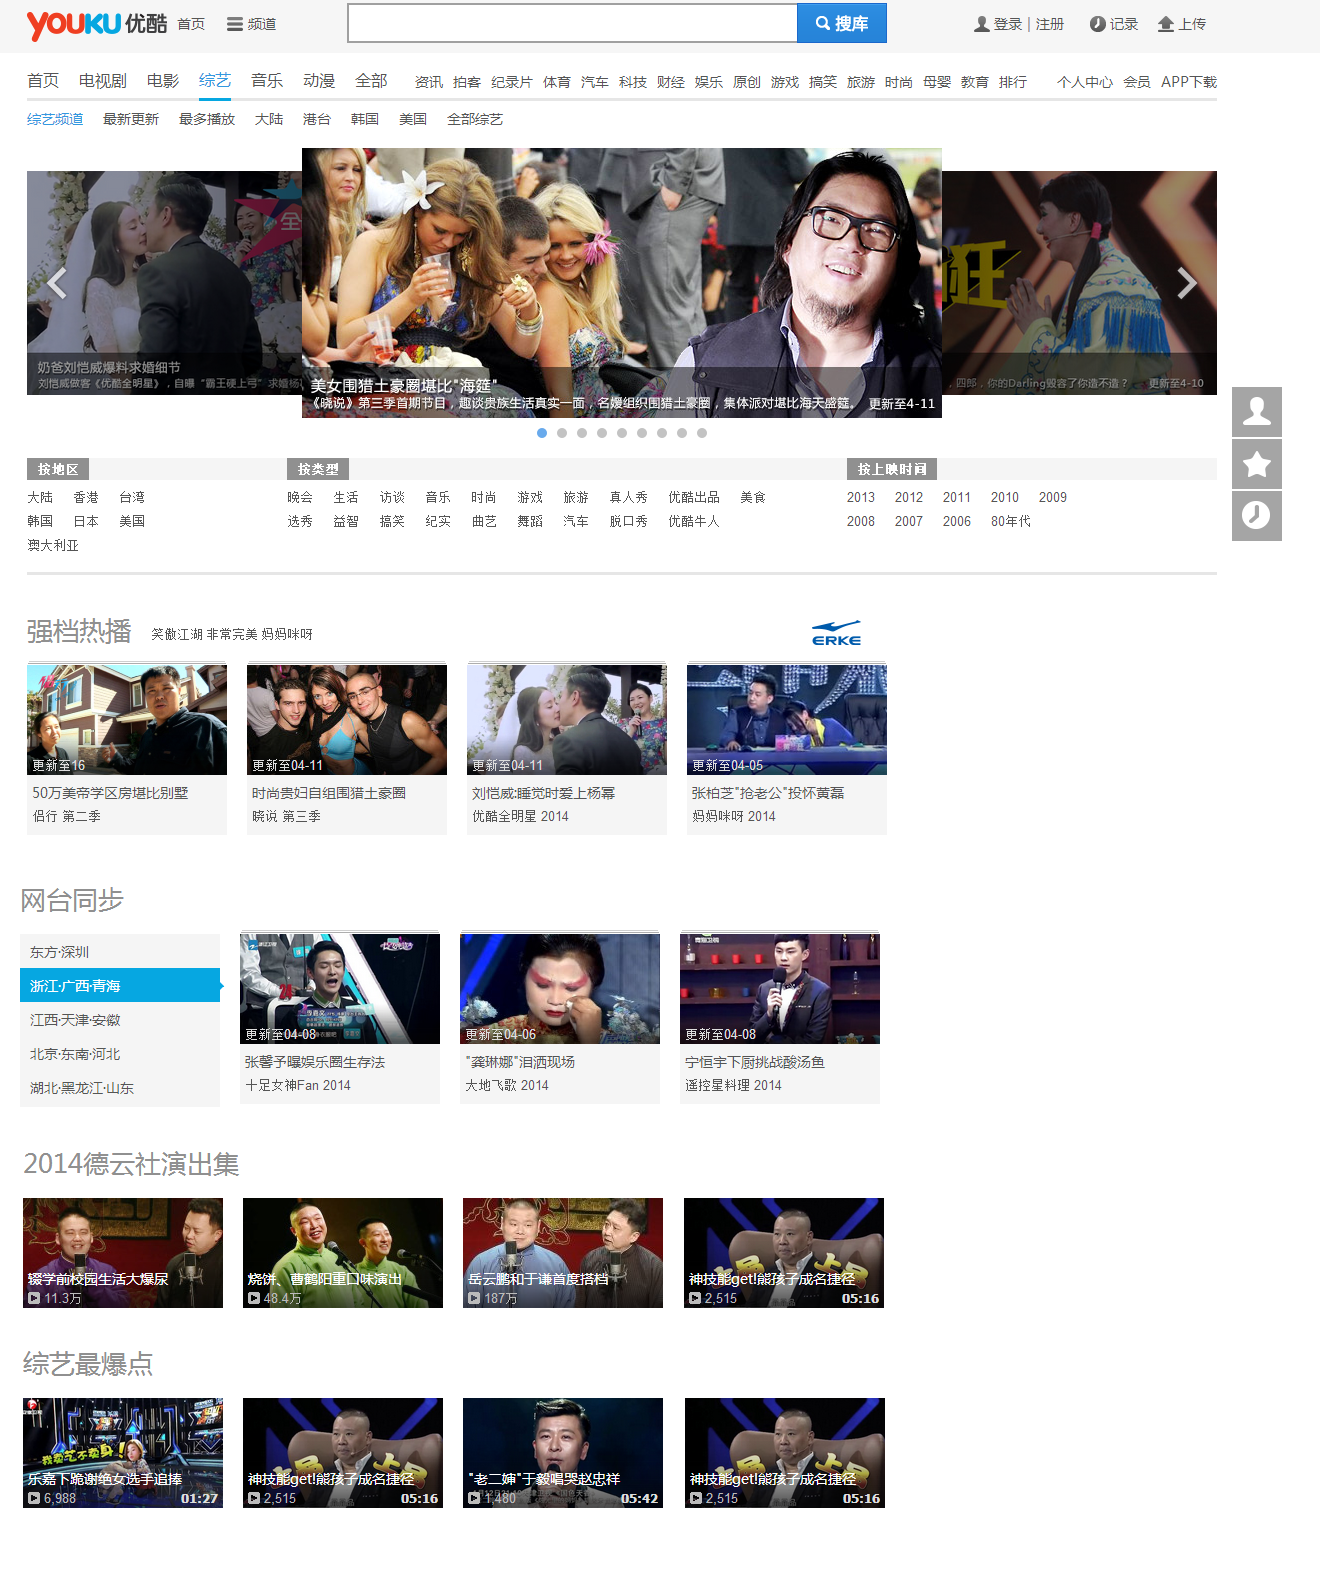 YOUKU 优酷 首页 频道 搜库 登录 | 注册 记录 上传
首页 电视剧 电影 综艺 音乐 动漫 全部 资讯 拍客 纪录片 体育 汽车 科技 财经 娱乐 原创 游戏 搞笑 旅游 时尚 母婴 教育 排行 个人中心 会员 APP下载
综艺频道 最新更新 最多播放 大陆 港台 韩国 美国 全部综艺
奶爸刘恺威爆料求婚细节
刘恺威做客《优酷全明星》，自曝“霸王硬上弓”求婚杨
美女围猎土豪圈堪比"海筵"
《晓说》第三季首期节目，趣谈贵族生活真实一面，名媛组织围猎土豪圈，集体派对堪比海天盛筵。 更新至4-11
狂
四郎，你的Darling毁容了你造不造？ 更新至4-10
按地区 按类型 按上映时间
大陆 香港 台湾 晚会 生活 访谈 音乐 时尚 游戏 旅游 真人秀 优酷出品 美食 2013 2012 2011 2010 2009
韩国 日本 美国 选秀 益智 搞笑 纪实 曲艺 舞蹈 汽车 脱口秀 优酷牛人 2008 2007 2006 80年代
澳大利亚
强档热播 笑傲江湖 非常完美 妈妈咪呀 ERKE
更新至16 更新至04-11 更新至04-11 更新至04-05
50万美帝学区房堪比别墅 时尚贵妇自组围猎土豪圈 刘恺威:睡觉时爱上杨幂 张柏芝"抢老公"投怀黄磊
侣行 第二季 晓说 第三季 优酷全明星 2014 妈妈咪呀 2014
网台同步
东方·深圳
浙江·广西·青海
江西·天津·安徽
北京·东南·河北
湖北·黑龙江·山东
更新至04-08 更新至04-06 更新至04-08
张馨予曝娱乐圈生存法 "龚琳娜"泪洒现场 宁恒宇下厨挑战酸汤鱼
十足女神Fan 2014 大地飞歌 2014 遥控星料理 2014
2014德云社演出集
辍学前校园生活大爆尿 烧饼、曹鹤阳重口味演出 岳云鹏和于谦首度搭档 神技能get!熊孩子成名捷径
11.3万 48.4万 187万 2,515 05:16
综艺最爆点
我卖艺不卖身！
乐嘉下跪谢绝女选手追捧 神技能get!熊孩子成名捷径 "老二婶"于毅唱哭赵忠祥 神技能get!熊孩子成名捷径
6,988 01:27 2,515 05:16 1,480 05:42 2,515 05:16